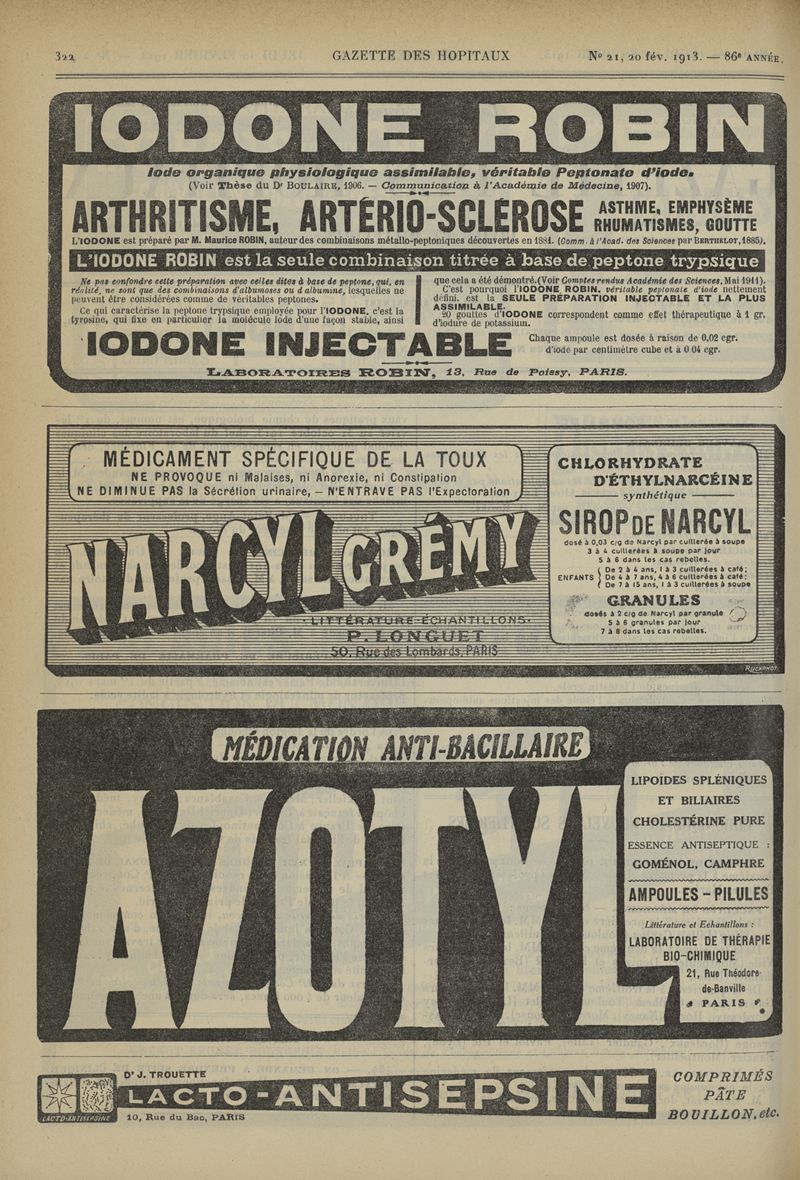 322
GAZETTE DES HOPITAUX
No 21, 20 fév. 1913. — 86e ANNÉE.
IODONE ROBIN
Iode organique physiologique assimilable, véritable Peptonate d'iode.
(Voir Thèse du Dr BOULAIRE, 1906. — Communication à l'Académie de Médecine, 1907).
ARTHRITISME, ARTÉRIO-SCLÉROSE
ASTHME, EMPHYSÈME
RHUMATISMES, GOUTTE
L'IODONE est préparé par M. Maurice ROBIN, auteur des combinaisons métallo-peptoniques découvertes en 1881. (Comm. à l'Acad. des Sciences par BERTHELOT, 1885).
L'IODONE ROBIN est la seule combinaison titrée à base de peptone trypsique
Ne pas confondre cette préparation avec celles dites à base de peptone, qui, en
réalité, ne sont que des combinaisons d'albumoses ou d'albumine, lesquelles ne
peuvent être considérées comme de véritables peptones.
Ce qui caractérise la peptone trypsique employée pour l'IODONE, c'est la
tyrosine, qui fixe en particulier la molécule Iode d'une façon stable, ainsi
que cela a été démontré. (Voir Comptes rendus Académie des Sciences, Mai 1911).
C'est pourquoi l'IODONE ROBIN, véritable peptonate d'iode nettement
défini, est la SEULE PRÉPARATION INJECTABLE ET LA PLUS
ASSIMILABLE.
20 gouttes d'IODONE correspondent comme effet thérapeutique à 1 gr.
d'iodure de potassium.
IODONE INJECTABLE
Chaque ampoule est dosée à raison de 0,02 cgr.
d'iode par centimètre cube et à 0.04 cgr.
LABORATOIRES ROBIN, 13, Rue de Poissy, PARIS.
MÉDICAMENT SPÉCIFIQUE DE LA TOUX
NE PROVOQUE ni Malaises, ni Anorexie, ni Constipation
NE DIMINUE PAS la Sécrétion urinaire, – N'ENTRAVE PAS l'Expectoration
NARCYL GRÉMY
LITTÉRATURE-ÉCHANTILLONS
P. LONGUET
50, Rue des Lombards, PARIS
CHLORHYDRATE
D'ÉTHYLNARCÉINE
synthétique
SIROP DE NARCYL
dosé à 0,03 c/g de Narcyl par cuillerée à soupe
3 à 4 cuillerées à soupe par jour
5 à 6 dans les cas rebelles.
ENFANTS
De 2 à 4 ans, 1 à 3 cuillerées à café;
De 4 à 7 ans, 4 à 6 cuillerées à café;
De 7 à 15 ans, 1 à 3 cuillerées à soupe
GRANULES
dosés à 2 c/g de Narcyl par granule
5 à 6 granules par jour
7 à 8 dans les cas rebelles.
RUCKERT
MÉDICATION ANTI-BACILLAIRE
AZOTYL
LIPOIDES SPLÉNIQUES
ET BILIAIRES
CHOLESTÉRINE PURE
ESSENCE ANTISEPTIQUE :
GOMÉNOL, CAMPHRE
AMPOULES - PILULES
Littérature et Echantillons :
LABORATOIRE DE THÉRAPIE
BIO-CHIMIQUE
21, Rue Théodore-
de-Banville
PARIS
Dr J. TROUETTE
LACTO-ANTISEPSINE
10, Rue du Bac, PARIS
LACTO-ANTISEPSINE
COMPRIMÉS
PÂTE
BOUILLON, etc.